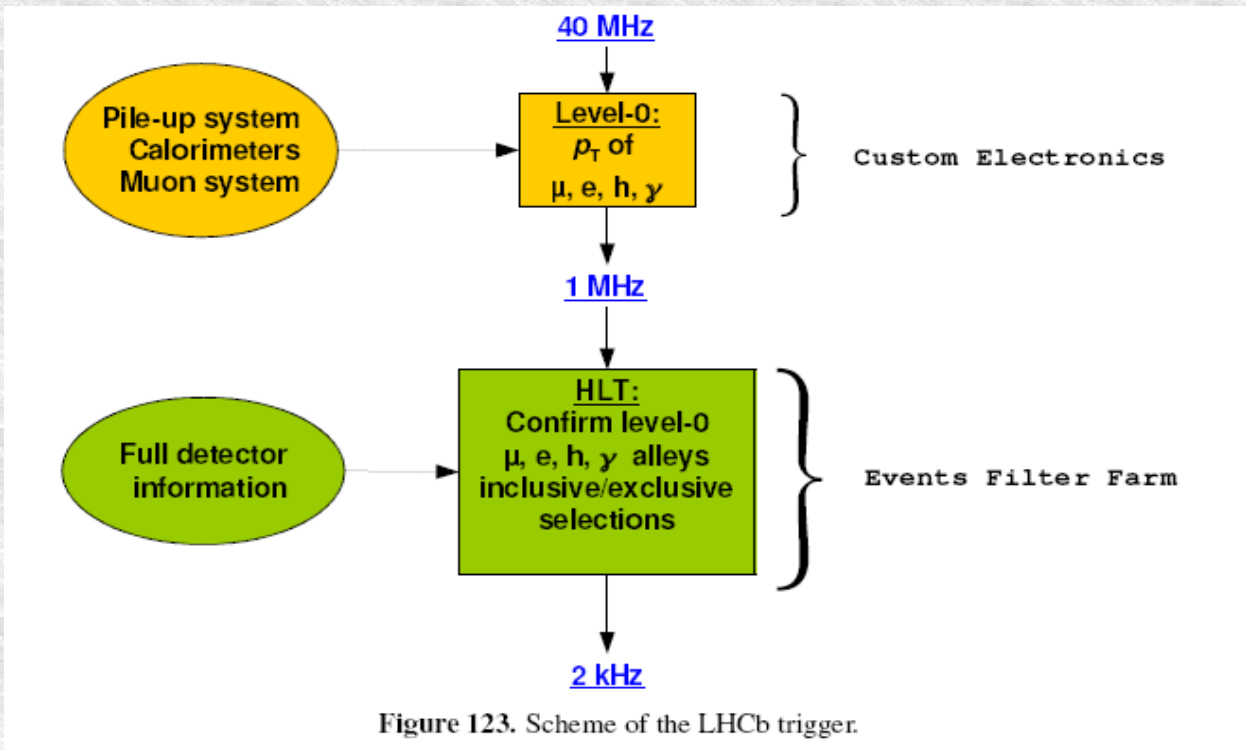 40 MHz
Pile-up system
Calorimeters
Muon system
Level-0:
pT of
μ, e, h, γ
Custom Electronics
1 MHz
Full detector
information
HLT:
Confirm level-0
μ, e, h, γ alleys
inclusive/exclusive
selections
Events Filter Farm
2 kHz
Figure 123. Scheme of the LHCb trigger.